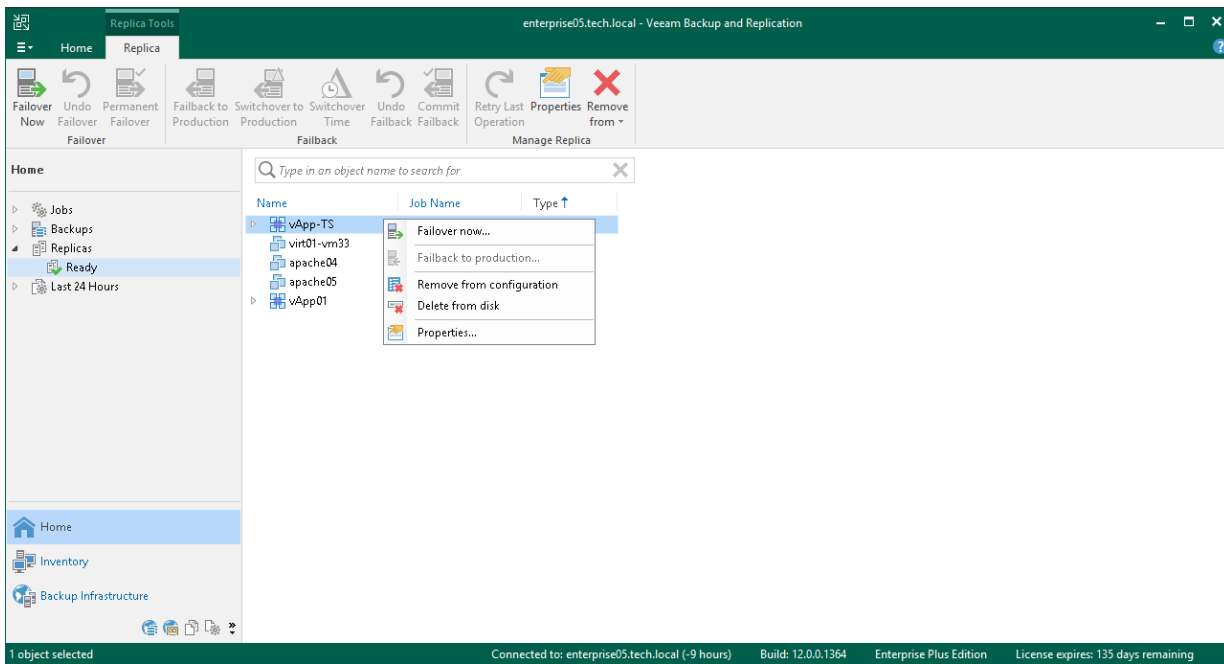 Replica Tools
enterprise05.tech.local - Veeam Backup and Replication
Home Replica
Failover Now
Undo Failover
Permanent Failover
Failback to Production
Switchover to Production
Switchover Time
Undo Failback
Commit Failback
Retry Last Operation
Properties
Remove from
Failover
Failback
Manage Replica
Home
Type in an object name to search for
Jobs
Backups
Replicas
Ready
Last 24 Hours
Name Job Name Type
vApp-TS
virt01-vm33
apache04
apache05
vApp01
Failover now...
Failback to production...
Remove from configuration
Delete from disk
Properties...
Home
Inventory
Backup Infrastructure
1 object selected
Connected to: enterprise05.tech.local (-9 hours)
Build: 12.0.0.1364
Enterprise Plus Edition
License expires: 135 days remaining